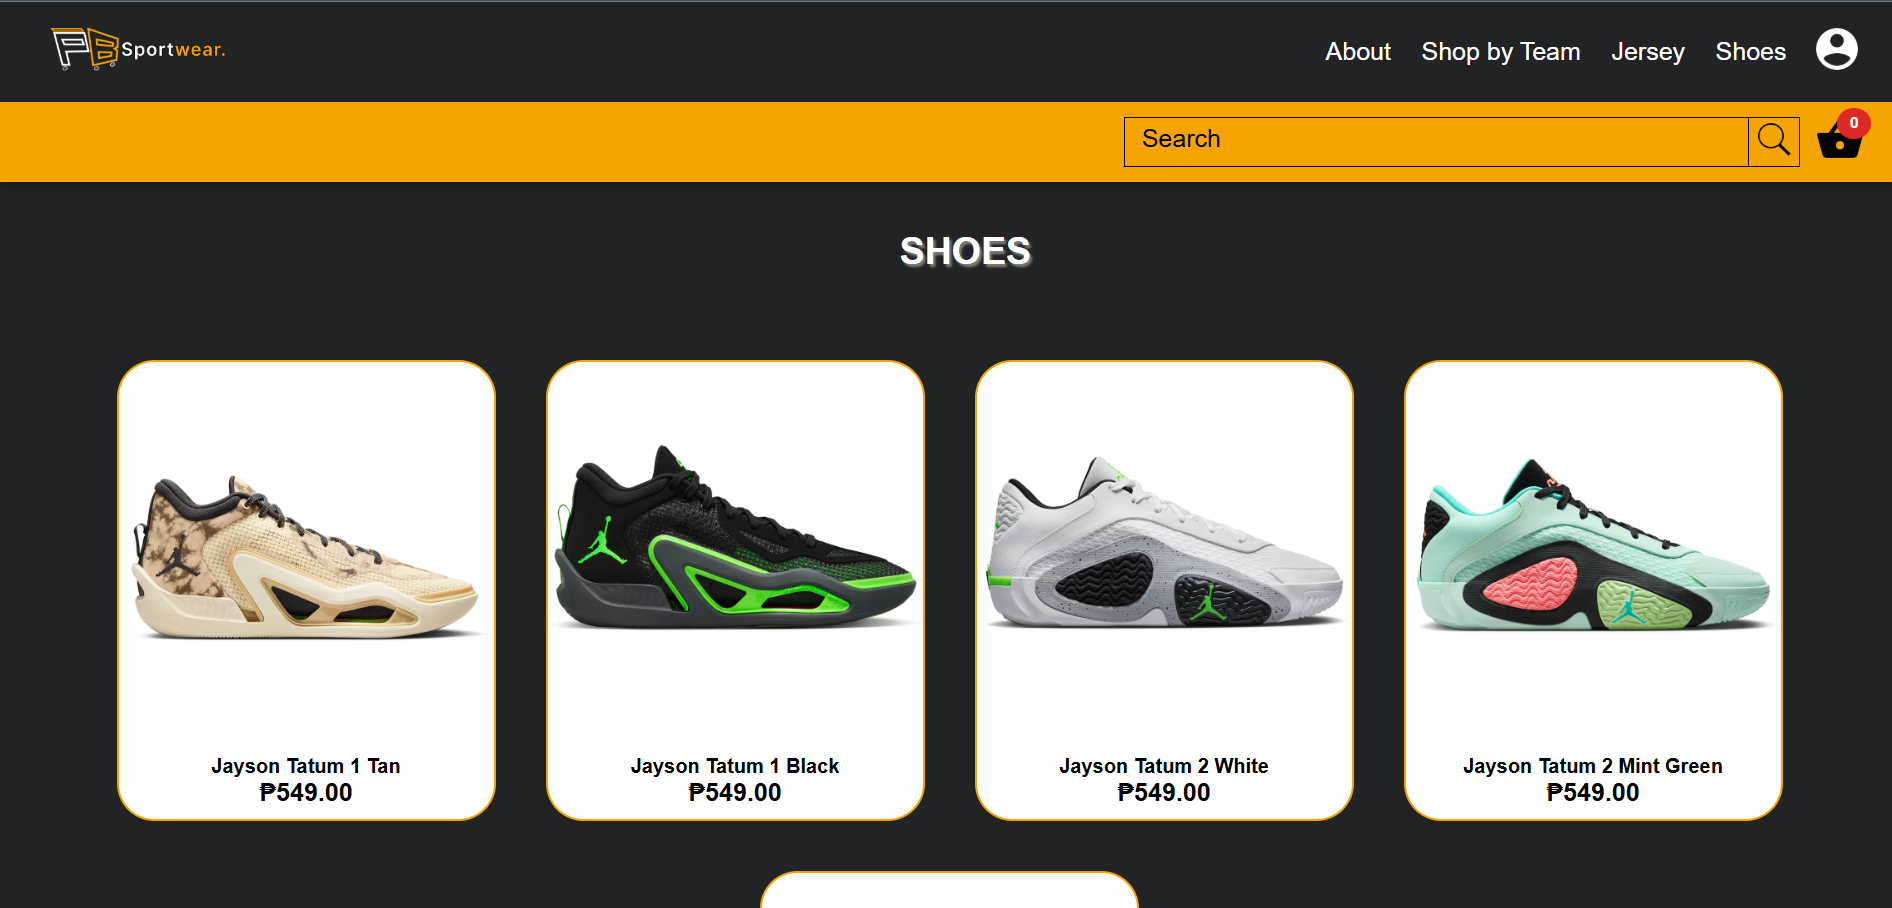 PB Sportwear.
About Shop by Team Jersey Shoes
Search
0
SHOES
Jayson Tatum 1 Tan
₱549.00
Jayson Tatum 1 Black
₱549.00
Jayson Tatum 2 White
₱549.00
Jayson Tatum 2 Mint Green
₱549.00